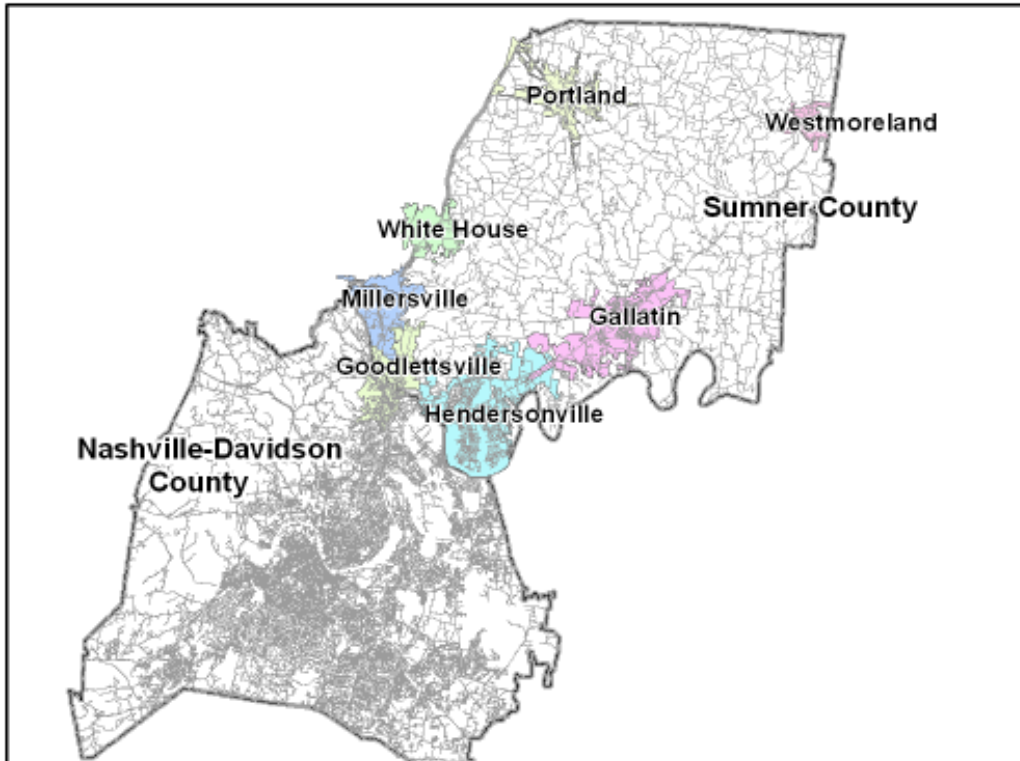 Portland
Westmoreland
Sumner County
White House
Millersville
Gallatin
Goodlettsville
Hendersonville
Nashville-Davidson
County